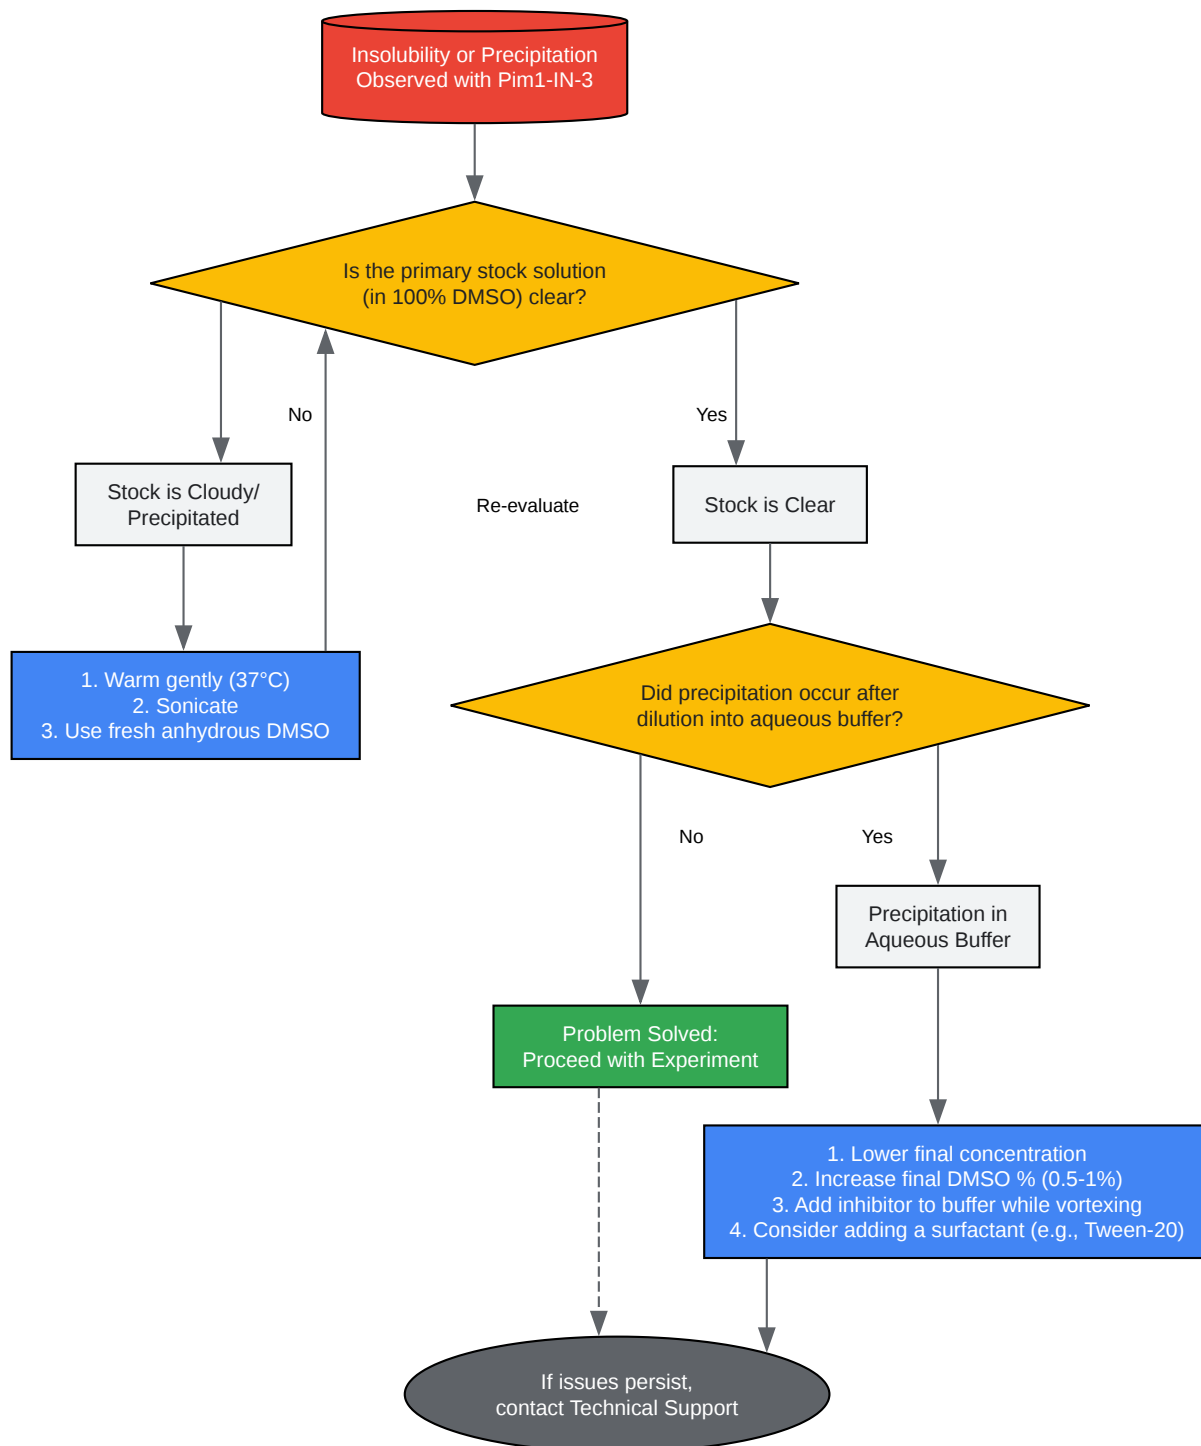 Insolubility or Precipitation
Observed with Pim1-IN-3
Is the primary stock solution
(in 100% DMSO) clear?
No
Yes
Stock is Cloudy/
Precipitated
Re-evaluate
Stock is Clear
1. Warm gently (37°C)
2. Sonicate
3. Use fresh anhydrous DMSO
Did precipitation occur after
dilution into aqueous buffer?
No
Yes
Precipitation in
Aqueous Buffer
Problem Solved:
Proceed with Experiment
1. Lower final concentration
2. Increase final DMSO % (0.5-1%)
3. Add inhibitor to buffer while vortexing
4. Consider adding a surfactant (e.g., Tween-20)
If issues persist,
contact Technical Support